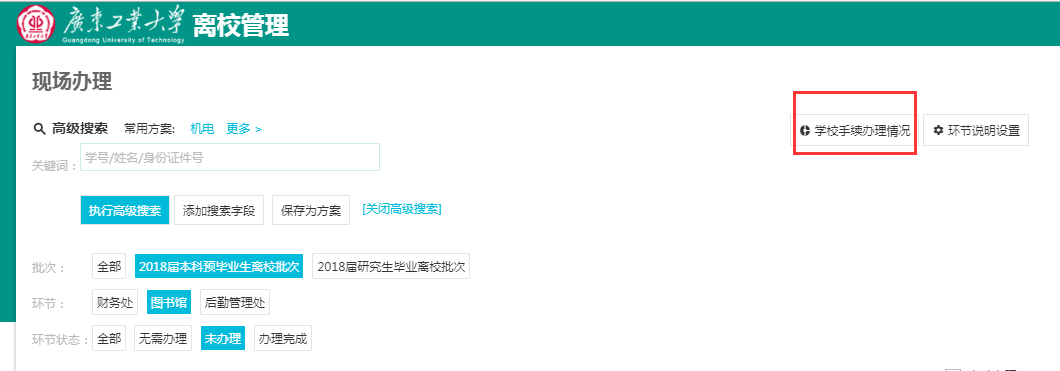 廣東工業大學 离校管理
Guangdong University of Technology
现场办理
高级搜索 常用方案: 机电 更多 >
学校手续办理情况 环节说明设置
关键词： 学号/姓名/身份证件号
执行高级搜索 添加搜索字段 保存为方案 [关闭高级搜索]
批次： 全部 2018届本科预毕业生离校批次 2018届研究生毕业离校批次
环节： 财务处 图书馆 后勤管理处
环节状态： 全部 无需办理 未办理 办理完成